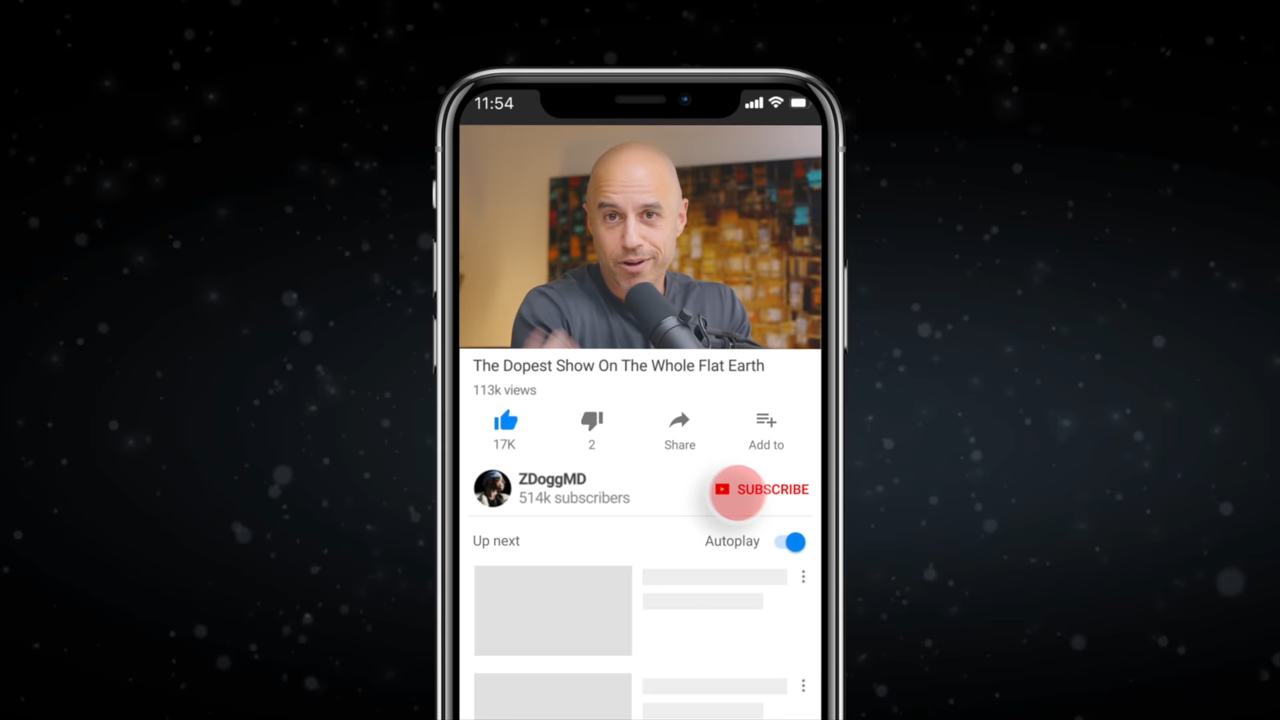 11:54
The Dopest Show On The Whole Flat Earth
113k views
17K
2
Share
Add to
ZDoggMD
514k subscribers
SUBSCRIBE
Up next
Autoplay